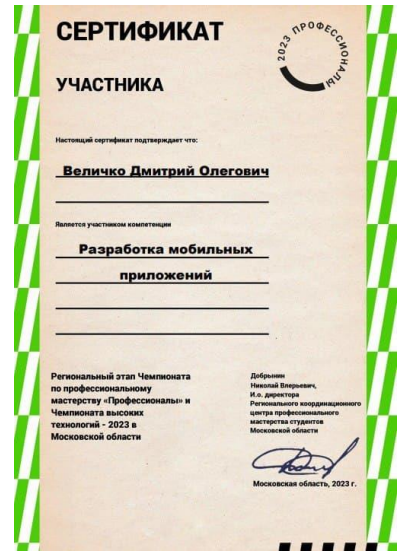 СЕРТИФИКАТ
2023 ПРОФЕССИОНАЛЫ
УЧАСТНИКА
Настоящий сертификат подтверждает что:
Величко Дмитрий Олегович
Является участником компетенции
Разработка мобильных
приложений
Региональный этап Чемпионата
по профессиональному
мастерству «Профессионалы» и
Чемпионата высоких
технологий - 2023 в
Московской области
Добрынин
Николай Влерьевич,
И.о. директора
Регионального координационного
центра профессионального
мастерства студентов
Московской области
Московская область, 2023 г.